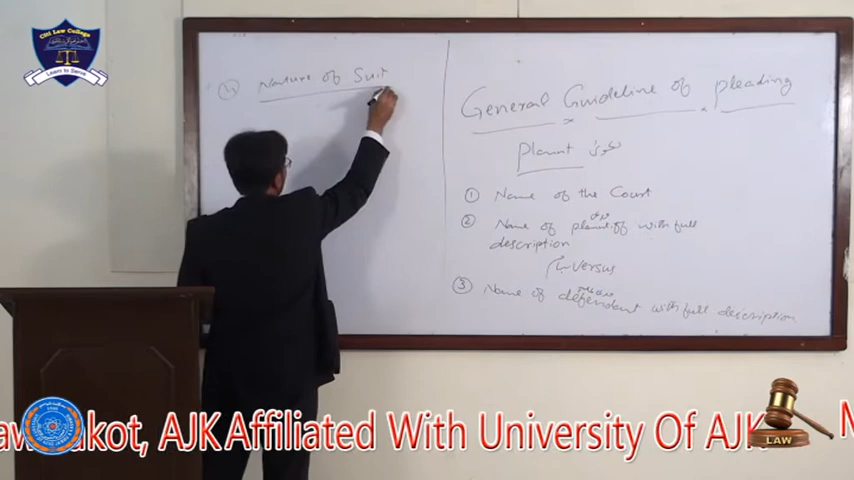 Citi Law College
Learn to Serve
④ Nature of Suit
General Guideline of pleading
plaint دعویٰ
① Name of the Court
② Name of plaintiff with full
description
Versus
③ Name of defendant with full description
kot, AJK Affiliated With University Of AJK
LAW